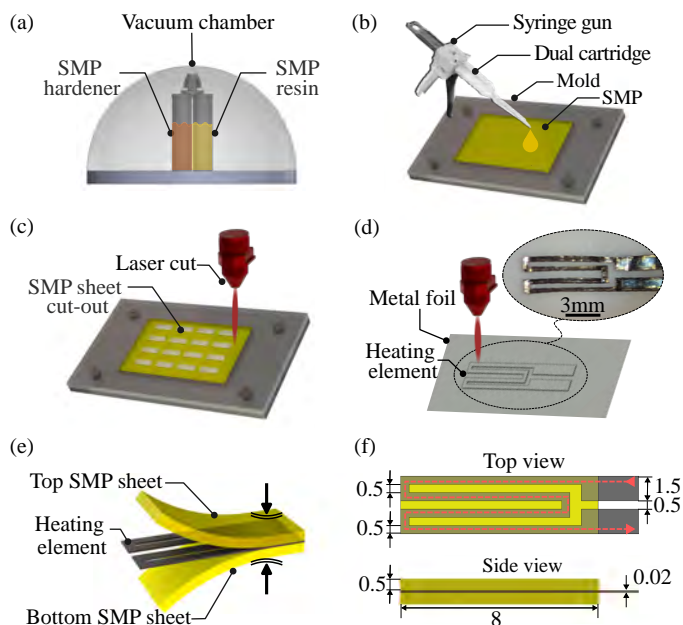 (a)
Vacuum chamber
SMP
hardener
SMP
resin
(b)
Syringe gun
Dual cartridge
Mold
SMP
(c)
Laser cut
SMP sheet
cut-out
(d)
Metal foil
Heating
element
3mm
(e)
Top SMP sheet
Heating
element
Bottom SMP sheet
(f)
Top view
0.5
0.5
1.5
0.5
Side view
0.5
0.02
8